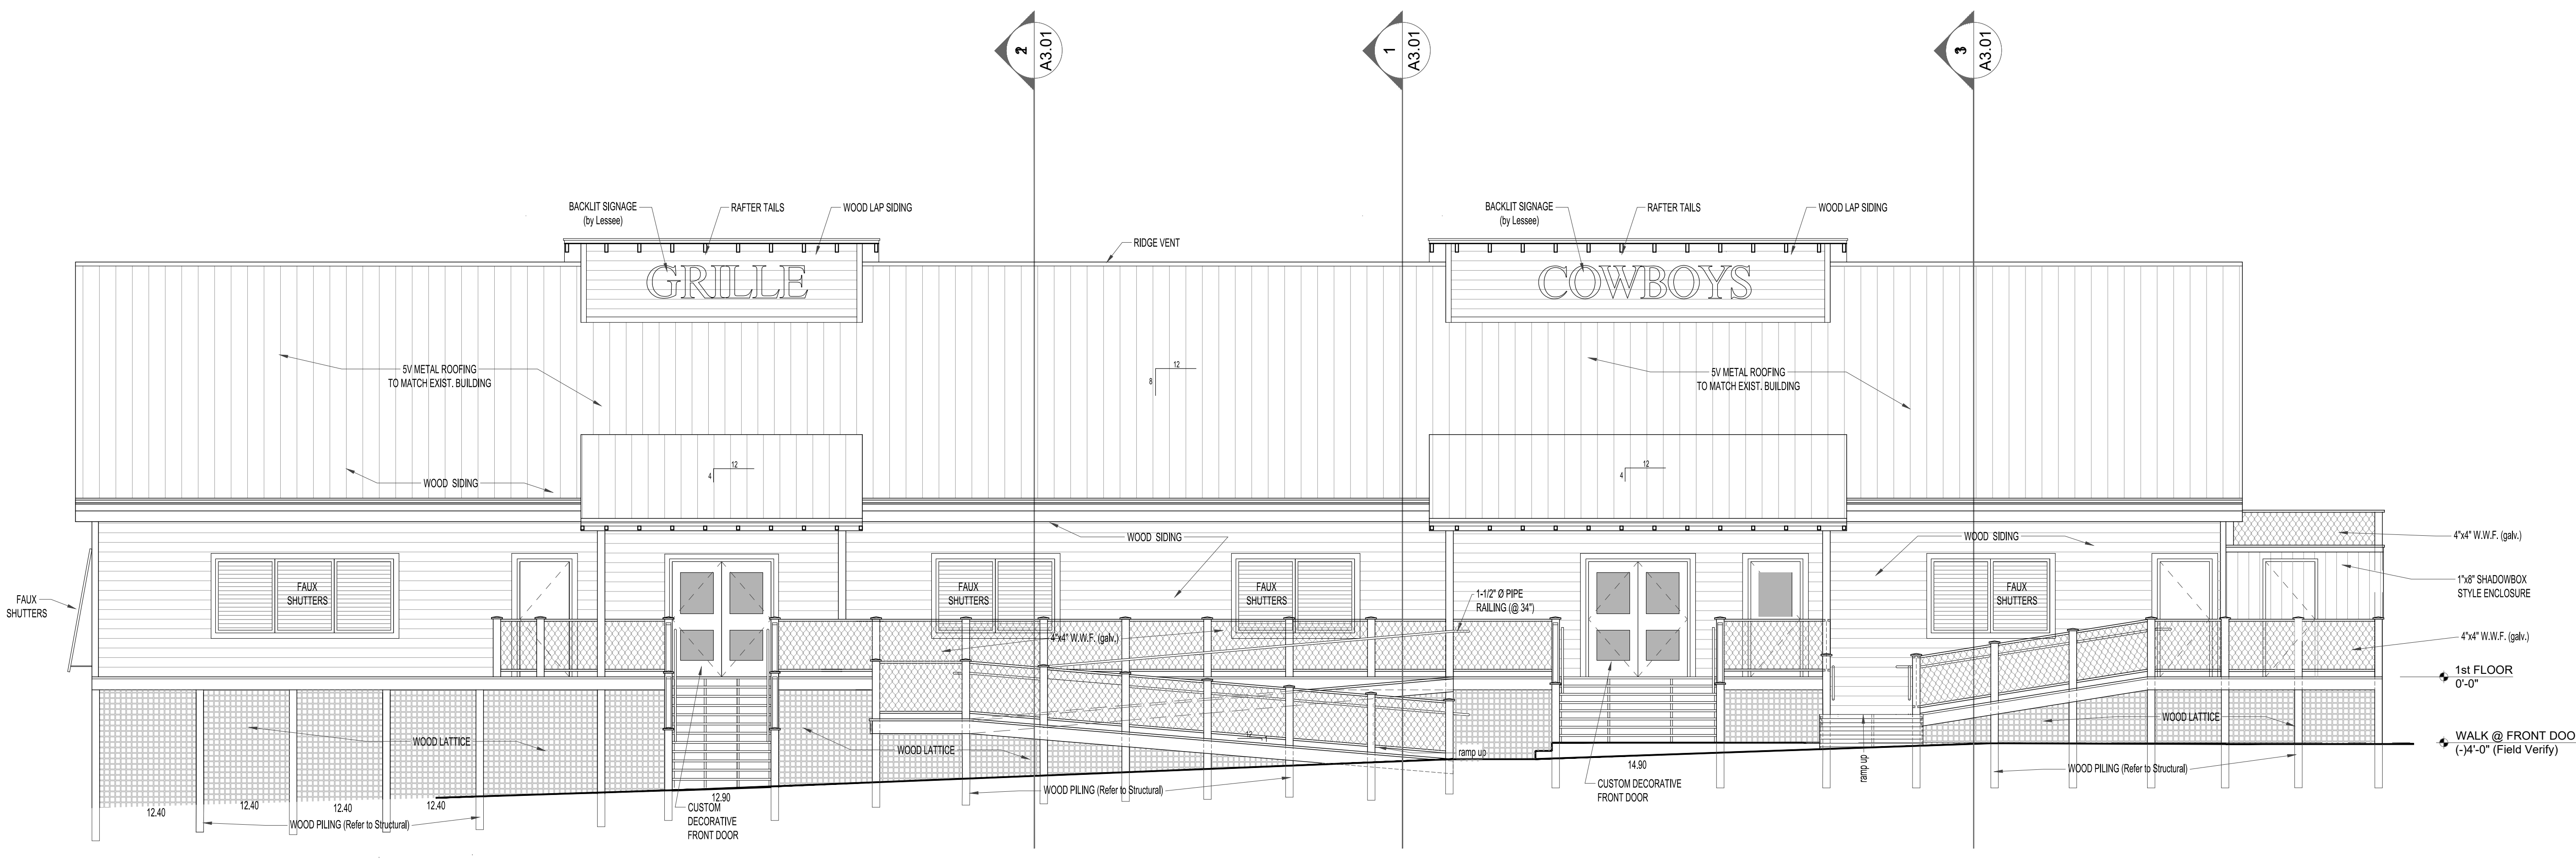 2
A3.01
1
A3.01
3
A3.01
BACKLIT SIGNAGE
(by Lessee)
RAFTER TAILS
WOOD LAP SIDING
BACKLIT SIGNAGE
(by Lessee)
RAFTER TAILS
WOOD LAP SIDING
RIDGE VENT
GRILLE
COWBOYS
5V METAL ROOFING
TO MATCH EXIST. BUILDING
12
8
5V METAL ROOFING
TO MATCH EXIST. BUILDING
12
4
12
4
WOOD SIDING
WOOD SIDING
WOOD SIDING
4"x4" W.W.F. (galv.)
FAUX
SHUTTERS
FAUX
SHUTTERS
FAUX
SHUTTERS
FAUX
SHUTTERS
FAUX
SHUTTERS
1-1/2" Ø PIPE
RAILING (@ 34")
1"x8" SHADOWBOX
STYLE ENCLOSURE
4"x4" W.W.F. (galv.)
4"x4" W.W.F. (galv.)
1st FLOOR
0'-0"
WOOD LATTICE
WOOD LATTICE
WOOD LATTICE
12
1
ramp up
ramp up
WALK @ FRONT DOO
(-)4'-0" (Field Verify)
14.90
WOOD PILING (Refer to Structural)
CUSTOM DECORATIVE
FRONT DOOR
WOOD PILING (Refer to Structural)
12.40
12.40
12.40
12.40
12.90
CUSTOM
DECORATIVE
FRONT DOOR
WOOD PILING (Refer to Structural)